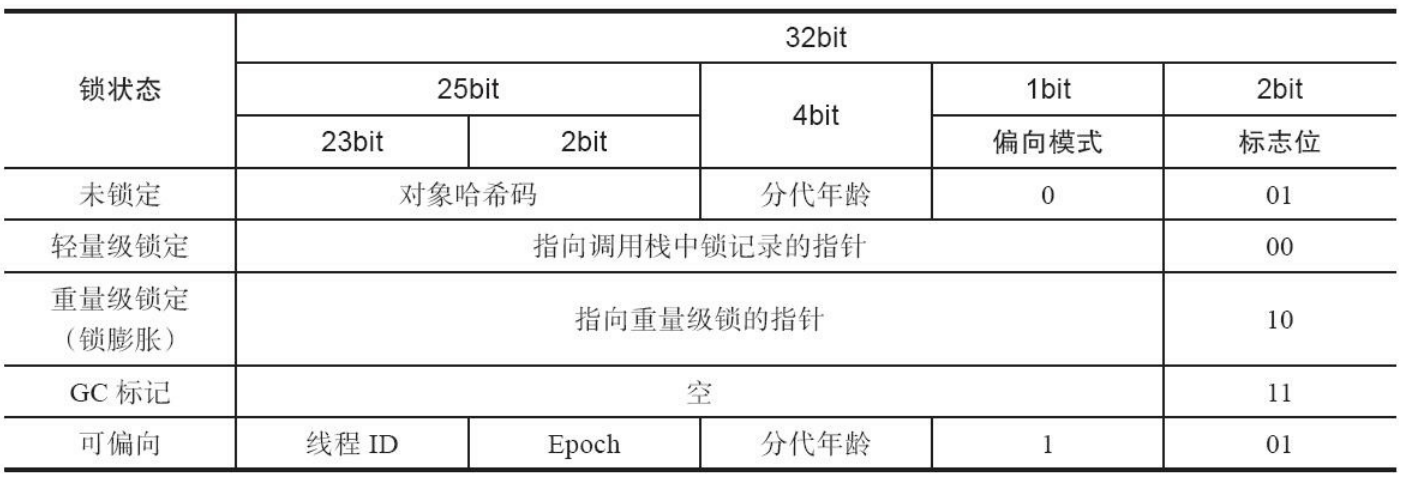 锁状态
32bit
25bit
4bit
1bit
2bit
23bit
2bit
偏向模式
标志位
未锁定
对象哈希码
分代年龄
0
01
轻量级锁定
指向调用栈中锁记录的指针
00
重量级锁定
（锁膨胀）
指向重量级锁的指针
10
GC 标记
空
11
可偏向
线程 ID
Epoch
分代年龄
1
01